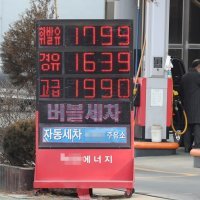 휘발유 1799
경유 1639
고급 1990
버블세차
자동세차 주유소
에너지